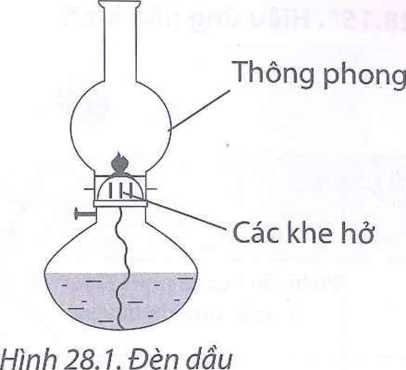 Thông phong
Các khe hở
Hình 28.1. Đèn dầu